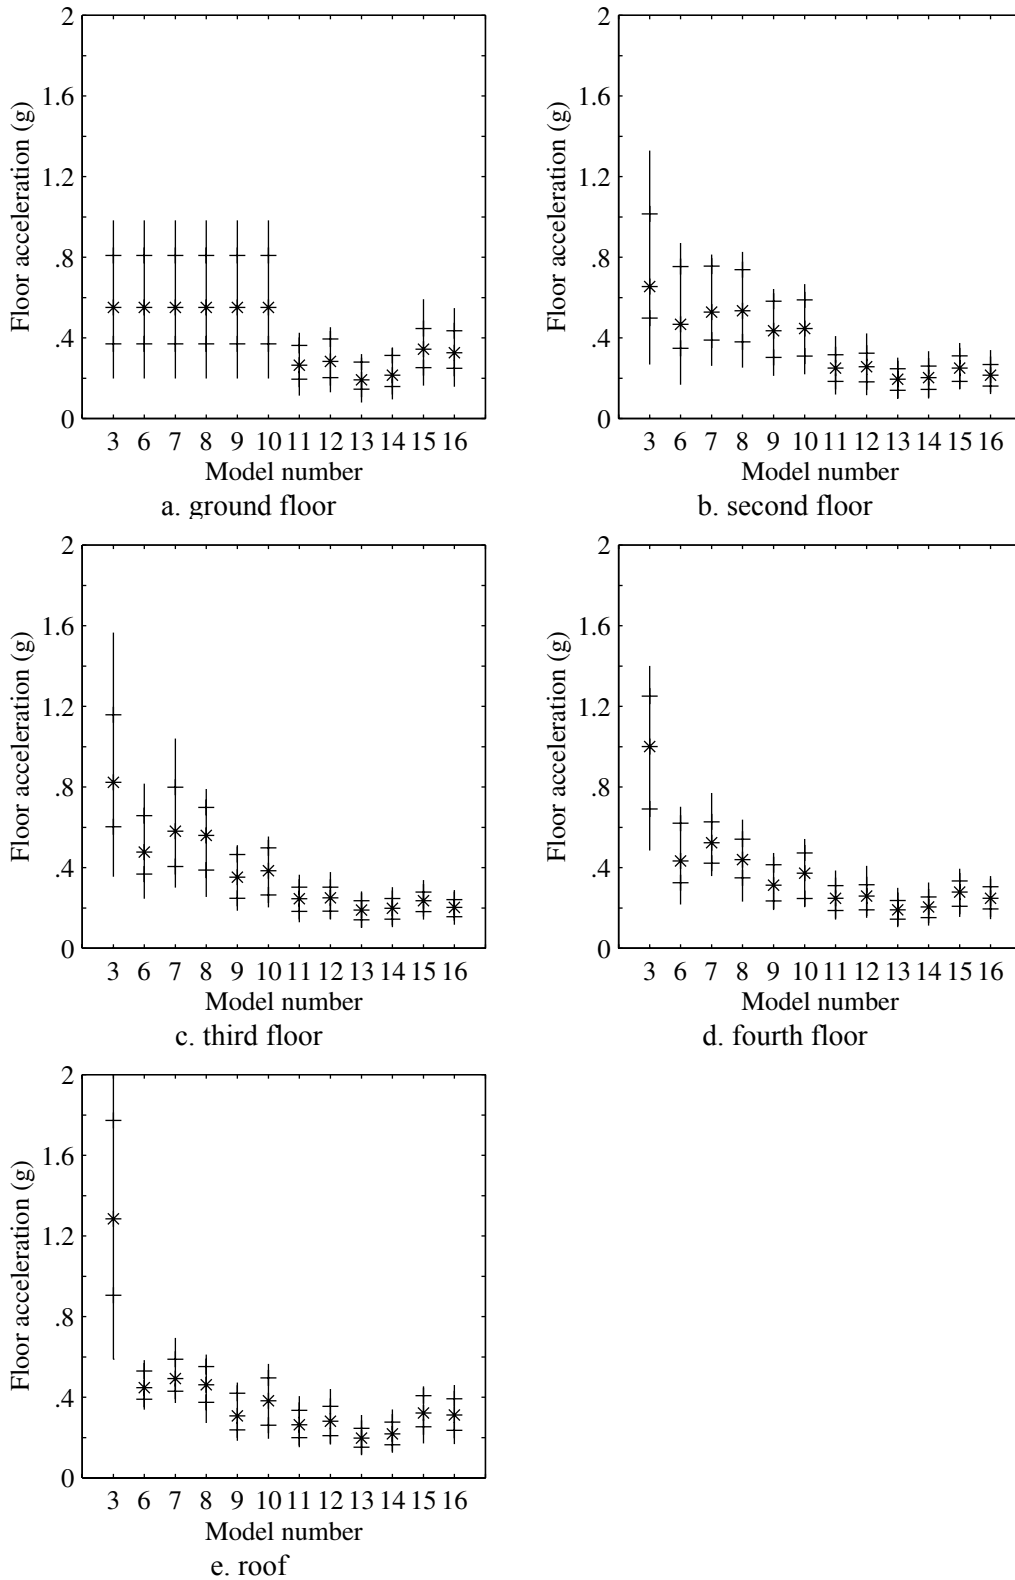 2
1.6
1.2
.8
.4
0
Floor acceleration (g)
3 6 7 8 9 10 11 12 13 14 15 16
Model number
a. ground floor
2
1.6
1.2
.8
.4
0
Floor acceleration (g)
3 6 7 8 9 10 11 12 13 14 15 16
Model number
b. second floor
2
1.6
1.2
.8
.4
0
Floor acceleration (g)
3 6 7 8 9 10 11 12 13 14 15 16
Model number
c. third floor
2
1.6
1.2
.8
.4
0
Floor acceleration (g)
3 6 7 8 9 10 11 12 13 14 15 16
Model number
d. fourth floor
2
1.6
1.2
.8
.4
0
Floor acceleration (g)
3 6 7 8 9 10 11 12 13 14 15 16
Model number
e. roof